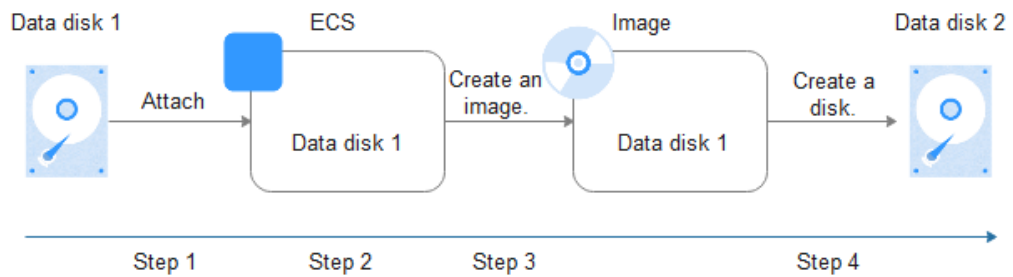 Data disk 1
ECS
Image
Data disk 2
Attach
Create an
image.
Create a
disk.
Data disk 1
Data disk 1
Step 1
Step 2
Step 3
Step 4